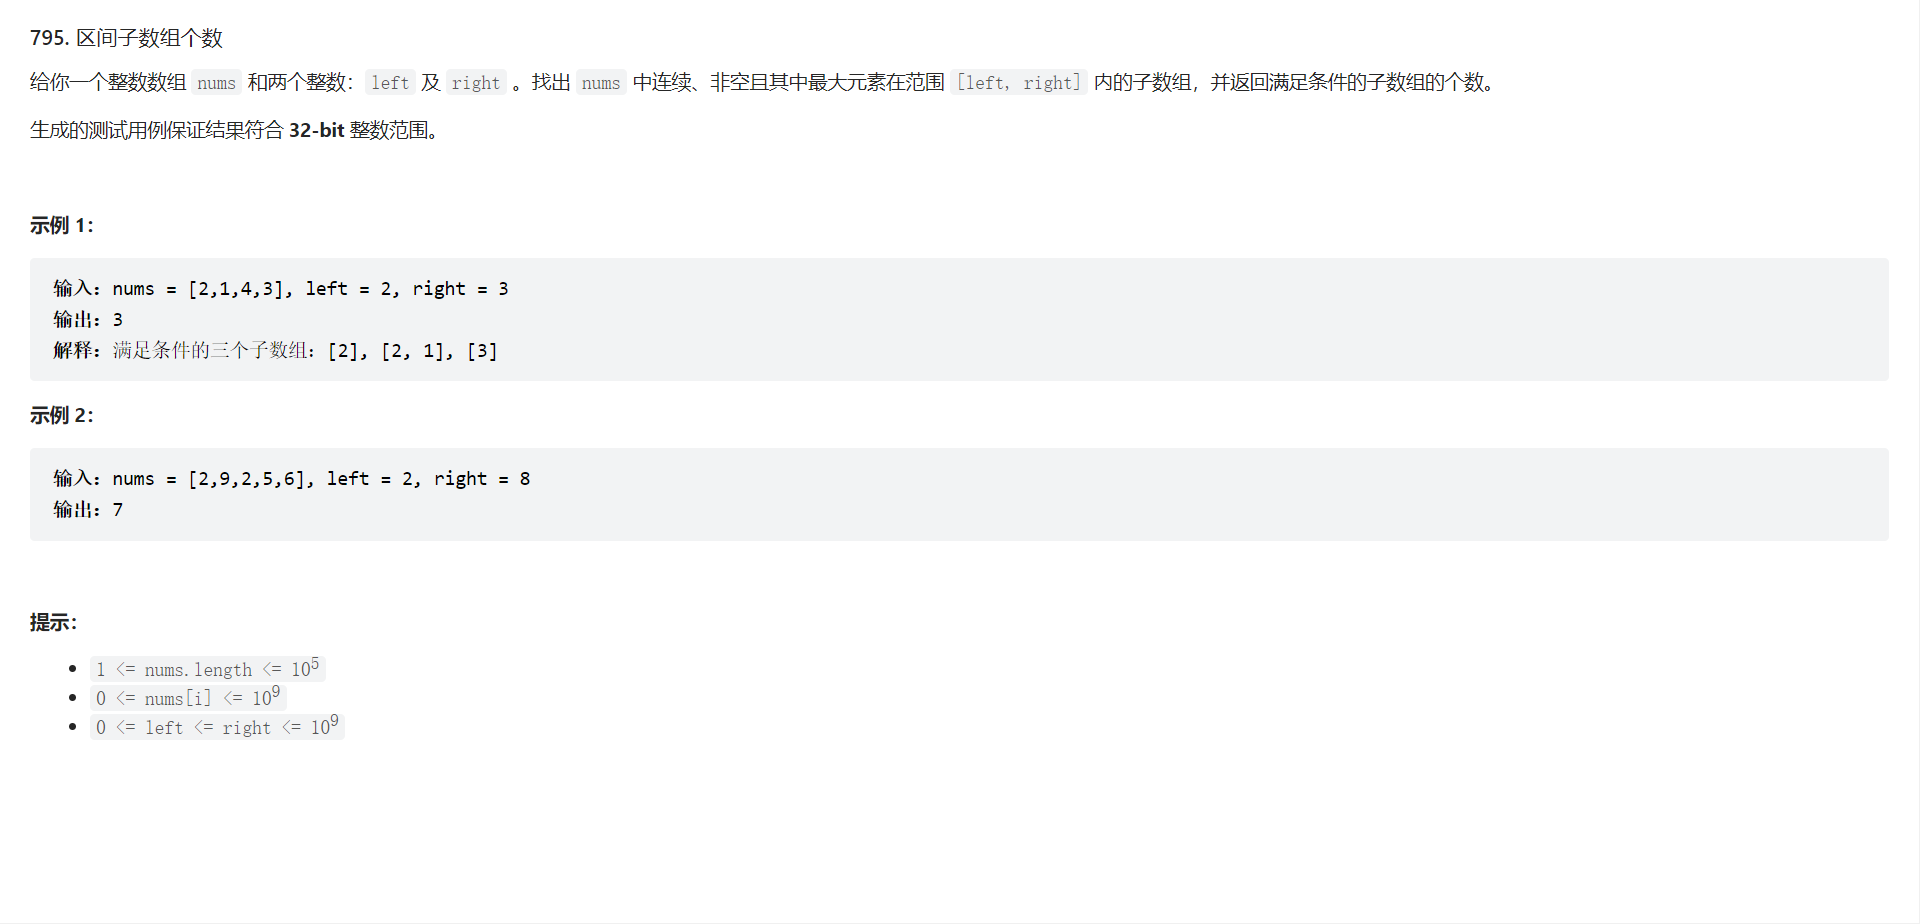 795. 区间子数组个数
给你一个整数数组 nums 和两个整数：left 及 right 。找出 nums 中连续、非空且其中最大元素在范围 [left, right] 内的子数组，并返回满足条件的子数组的个数。
生成的测试用例保证结果符合 32-bit 整数范围。
示例 1：
输入：nums = [2,1,4,3], left = 2, right = 3
输出：3
解释：满足条件的三个子数组：[2], [2, 1], [3]
示例 2：
输入：nums = [2,9,2,5,6], left = 2, right = 8
输出：7
提示：
• 1 <= nums.length <= 10⁵
• 0 <= nums[i] <= 10⁹
• 0 <= left <= right <= 10⁹